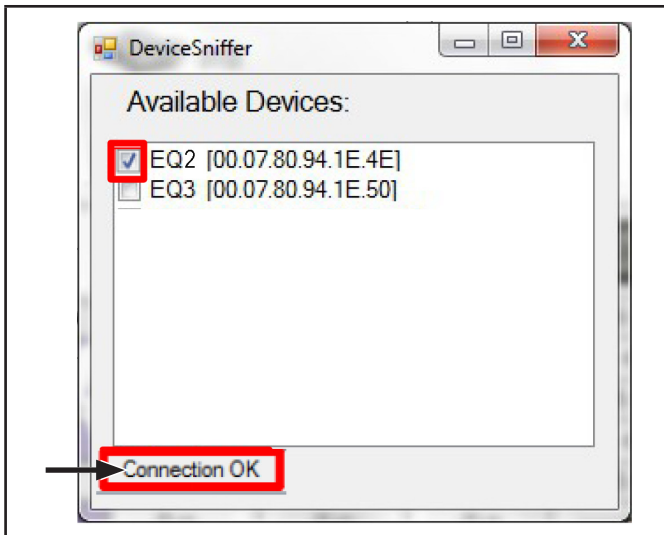 DeviceSniffer
Available Devices:
EQ2 [00.07.80.94.1E.4E]
EQ3 [00.07.80.94.1E.50]
Connection OK